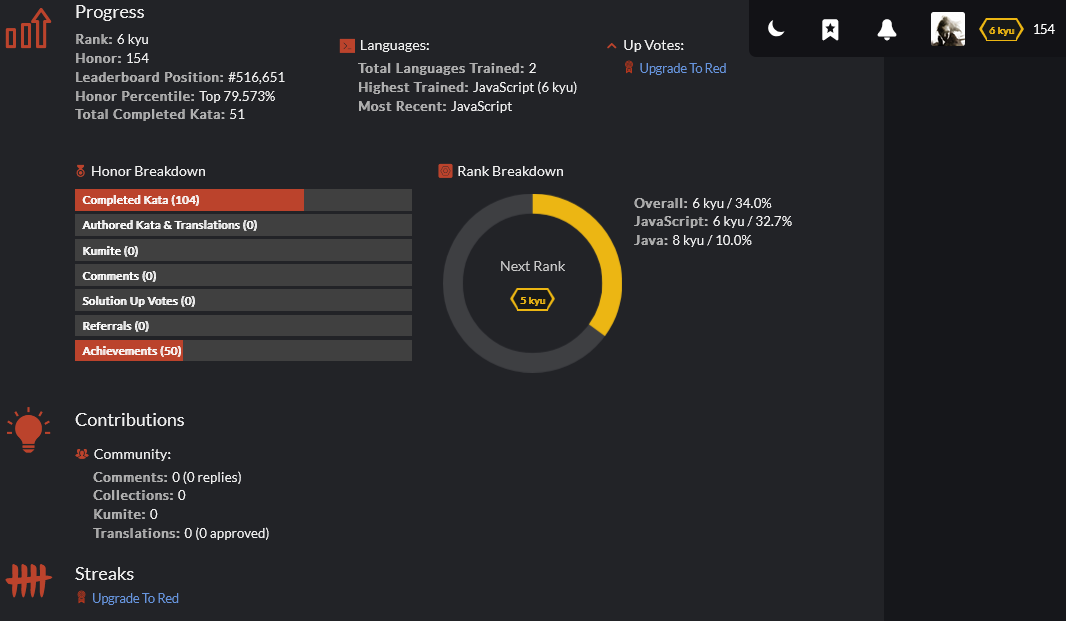 Progress
Rank: 6 kyu
Honor: 154
Leaderboard Position: #516,651
Honor Percentile: Top 79.573%
Total Completed Kata: 51
Languages:
Total Languages Trained: 2
Highest Trained: JavaScript (6 kyu)
Most Recent: JavaScript
Up Votes:
Upgrade To Red
6 kyu
154
Honor Breakdown
Completed Kata (104)
Authored Kata & Translations (0)
Kumite (0)
Comments (0)
Solution Up Votes (0)
Referrals (0)
Achievements (50)
Rank Breakdown
Next Rank
5 kyu
Overall: 6 kyu / 34.0%
JavaScript: 6 kyu / 32.7%
Java: 8 kyu / 10.0%
Contributions
Community:
Comments: 0 (0 replies)
Collections: 0
Kumite: 0
Translations: 0 (0 approved)
Streaks
Upgrade To Red